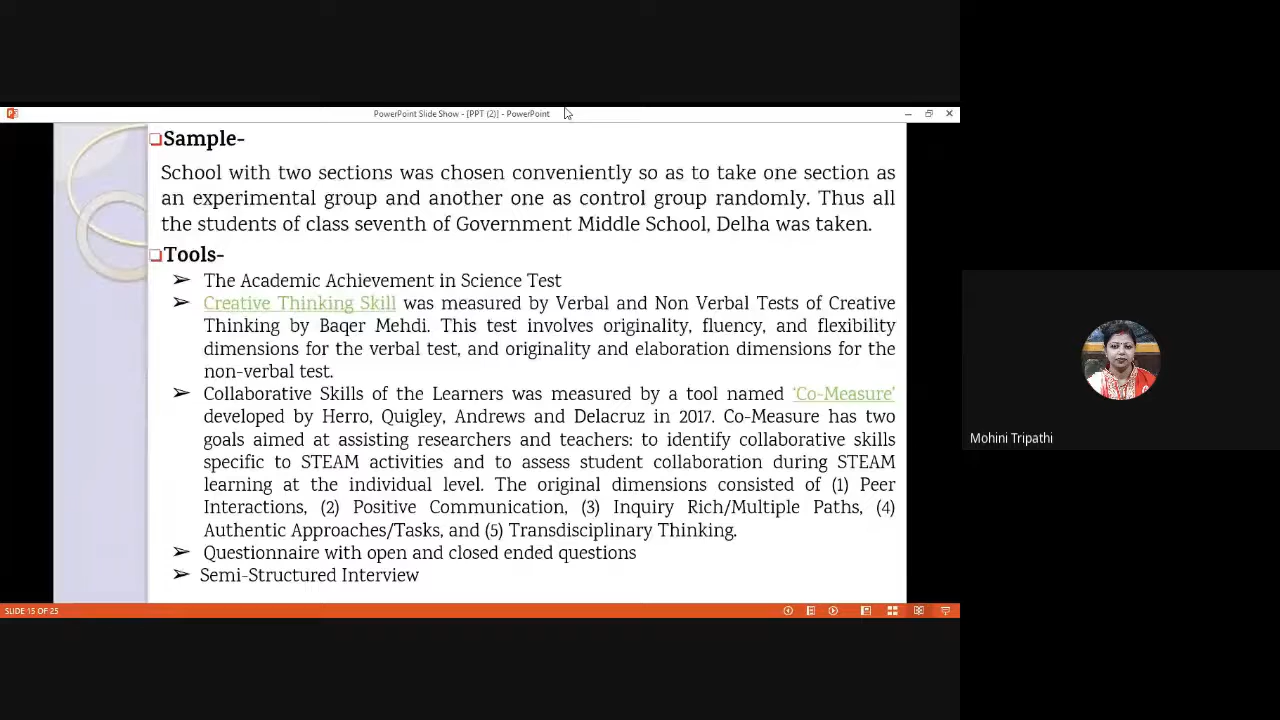 PowerPoint Slide Show - [PPT (2)] - PowerPoint
Sample-
School with two sections was chosen conveniently so as to take one section as
an experimental group and another one as control group randomly. Thus all
the students of class seventh of Government Middle School, Delha was taken.
Tools-
➢ The Academic Achievement in Science Test
➢ Creative Thinking Skill was measured by Verbal and Non Verbal Tests of Creative
Thinking by Baqer Mehdi. This test involves originality, fluency, and flexibility
dimensions for the verbal test, and originality and elaboration dimensions for the
non-verbal test.
➢ Collaborative Skills of the Learners was measured by a tool named ‘Co-Measure’
developed by Herro, Quigley, Andrews and Delacruz in 2017. Co-Measure has two
goals aimed at assisting researchers and teachers: to identify collaborative skills
specific to STEAM activities and to assess student collaboration during STEAM
learning at the individual level. The original dimensions consisted of (1) Peer
Interactions, (2) Positive Communication, (3) Inquiry Rich/Multiple Paths, (4)
Authentic Approaches/Tasks, and (5) Transdisciplinary Thinking.
➢ Questionnaire with open and closed ended questions
➢ Semi-Structured Interview
SLIDE 15 OF 25
Mohini Tripathi